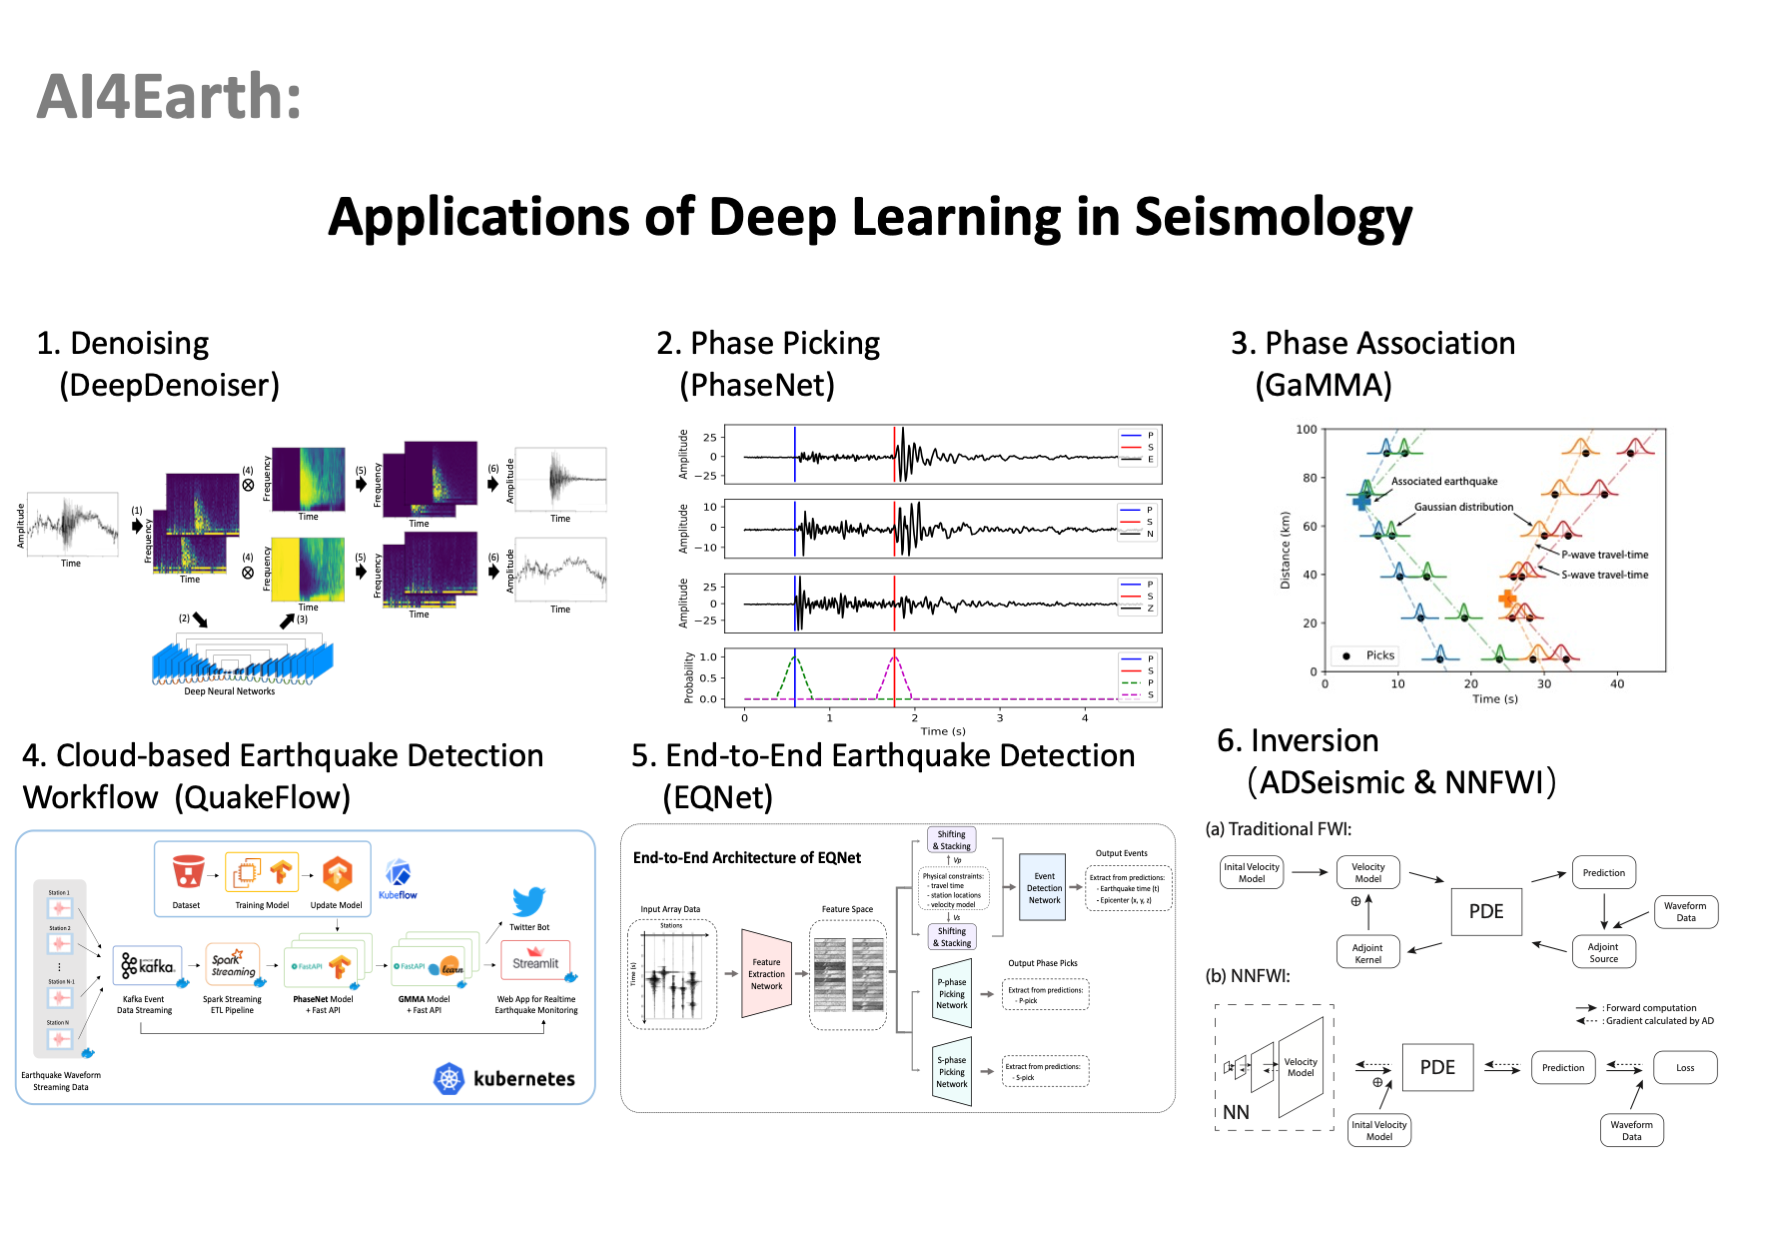 AI4Earth:
Applications of Deep Learning in Seismology
1. Denoising
(DeepDenoiser)
Amplitude
Time
(1)
Frequency
Time
(2)
Deep Neural Networks
(3)
(4)
Frequency
Time
(4)
Frequency
Time
(5)
Frequency
Time
(5)
Frequency
Time
(6)
Amplitude
Time
(6)
Amplitude
Time
2. Phase Picking
(PhaseNet)
Amplitude
25
0
−25
P
S
E
Amplitude
10
0
−10
P
S
N
Amplitude
25
0
−25
P
S
Z
Probability
1.0
0.5
0.0
P
S
P
S
0 1 2 3 4
Time (s)
3. Phase Association
(GaMMA)
Distance (km)
100
80
60
40
20
0
Associated earthquake
Gaussian distribution
P-wave travel-time
S-wave travel-time
Picks
0 10 20 30 40
Time (s)
4. Cloud-based Earthquake Detection
Workflow (QuakeFlow)
Station 1
Station 2
Station N-1
Station N
Earthquake Waveform
Streaming Data
Dataset
Training Model
Update Model
Kubeflow
kafka
Kafka Event
Data Streaming
Spark
Streaming
Spark Streaming
ETL Pipeline
FastAPI
PhaseNet Model
+ Fast API
FastAPI
learn
GMMA Model
+ Fast API
Twitter Bot
Streamlit
Web App for Realtime
Earthquake Monitoring
kubernetes
5. End-to-End Earthquake Detection
(EQNet)
End-to-End Architecture of EQNet
Input Array Data
Stations
Time (s)
Feature
Extraction
Network
Feature Space
Shifting
& Stacking
Vp
Physical constraints:
- travel time
- station locations
- velocity model
Vs
Shifting
& Stacking
Event
Detection
Network
Output Events
Extract from predictions:
- Earthquake time (t)
- Epicenter (x, y, z)
P-phase
Picking
Network
Output Phase Picks
Extract from predictions:
- P-pick
S-phase
Picking
Network
Extract from predictions:
- S-pick
6. Inversion
（ADSeismic & NNFWI）
(a) Traditional FWI:
Inital Velocity
Model
Velocity
Model
PDE
Prediction
Waveform
Data
Adjoint
Source
Adjoint
Kernel
(b) NNFWI:
: Forward computation
: Gradient calculated by AD
Velocity
Model
NN
PDE
Prediction
Loss
Inital Velocity
Model
Waveform
Data